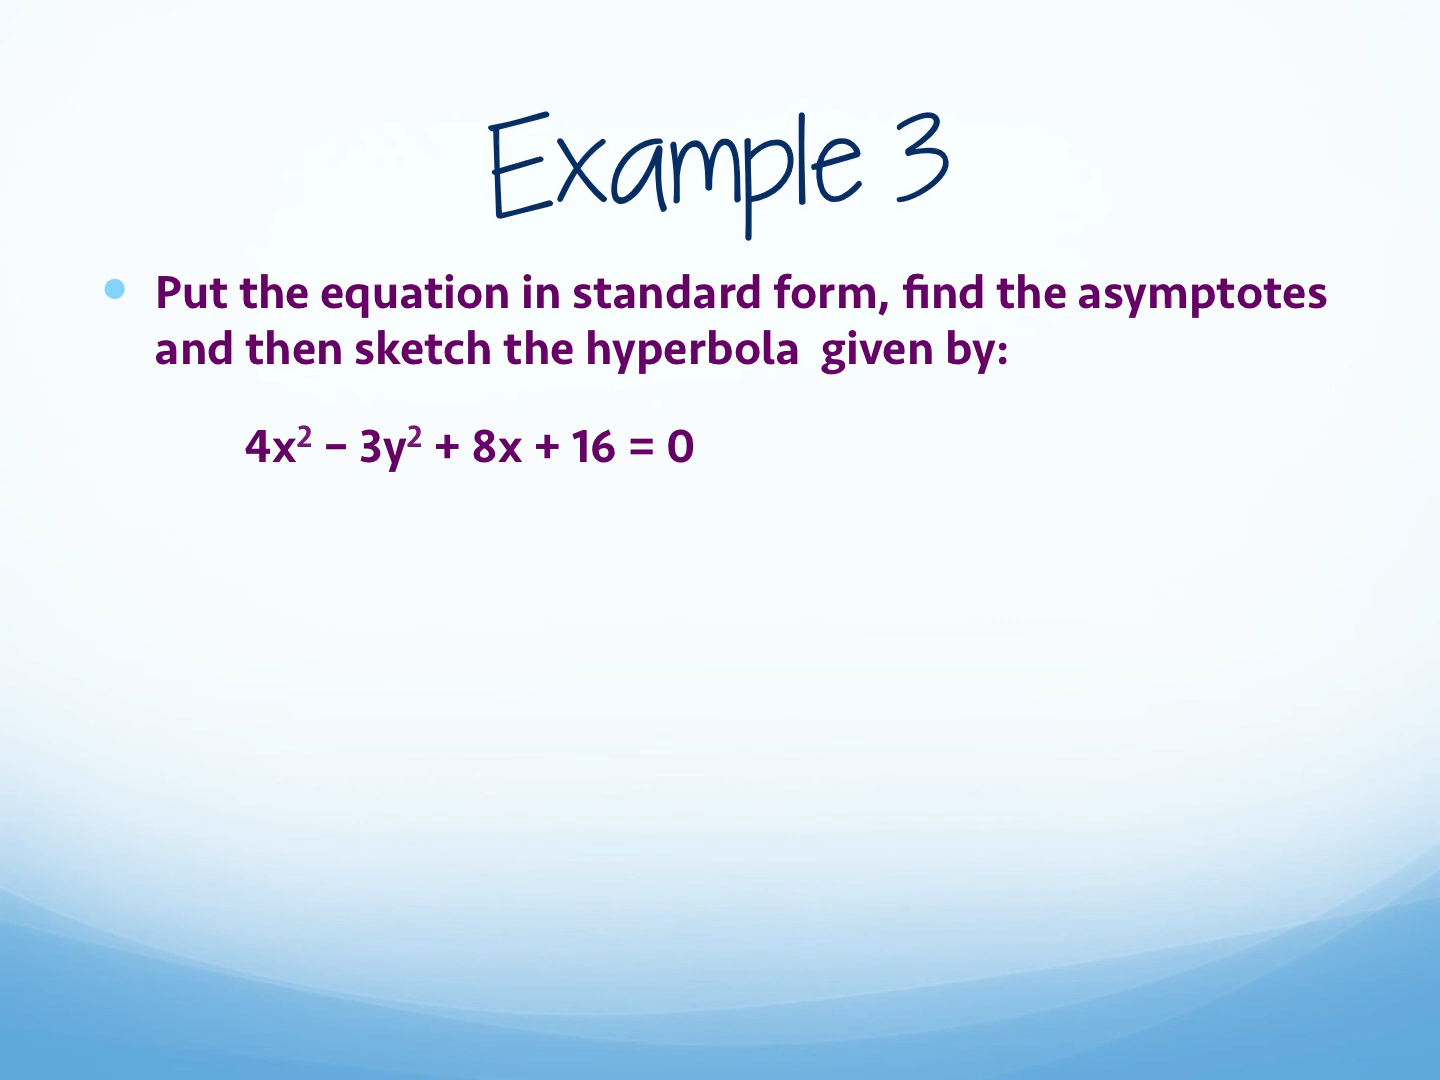 Example 3
Put the equation in standard form, find the asymptotes
and then sketch the hyperbola  given by:
4x² – 3y² + 8x + 16 = 0